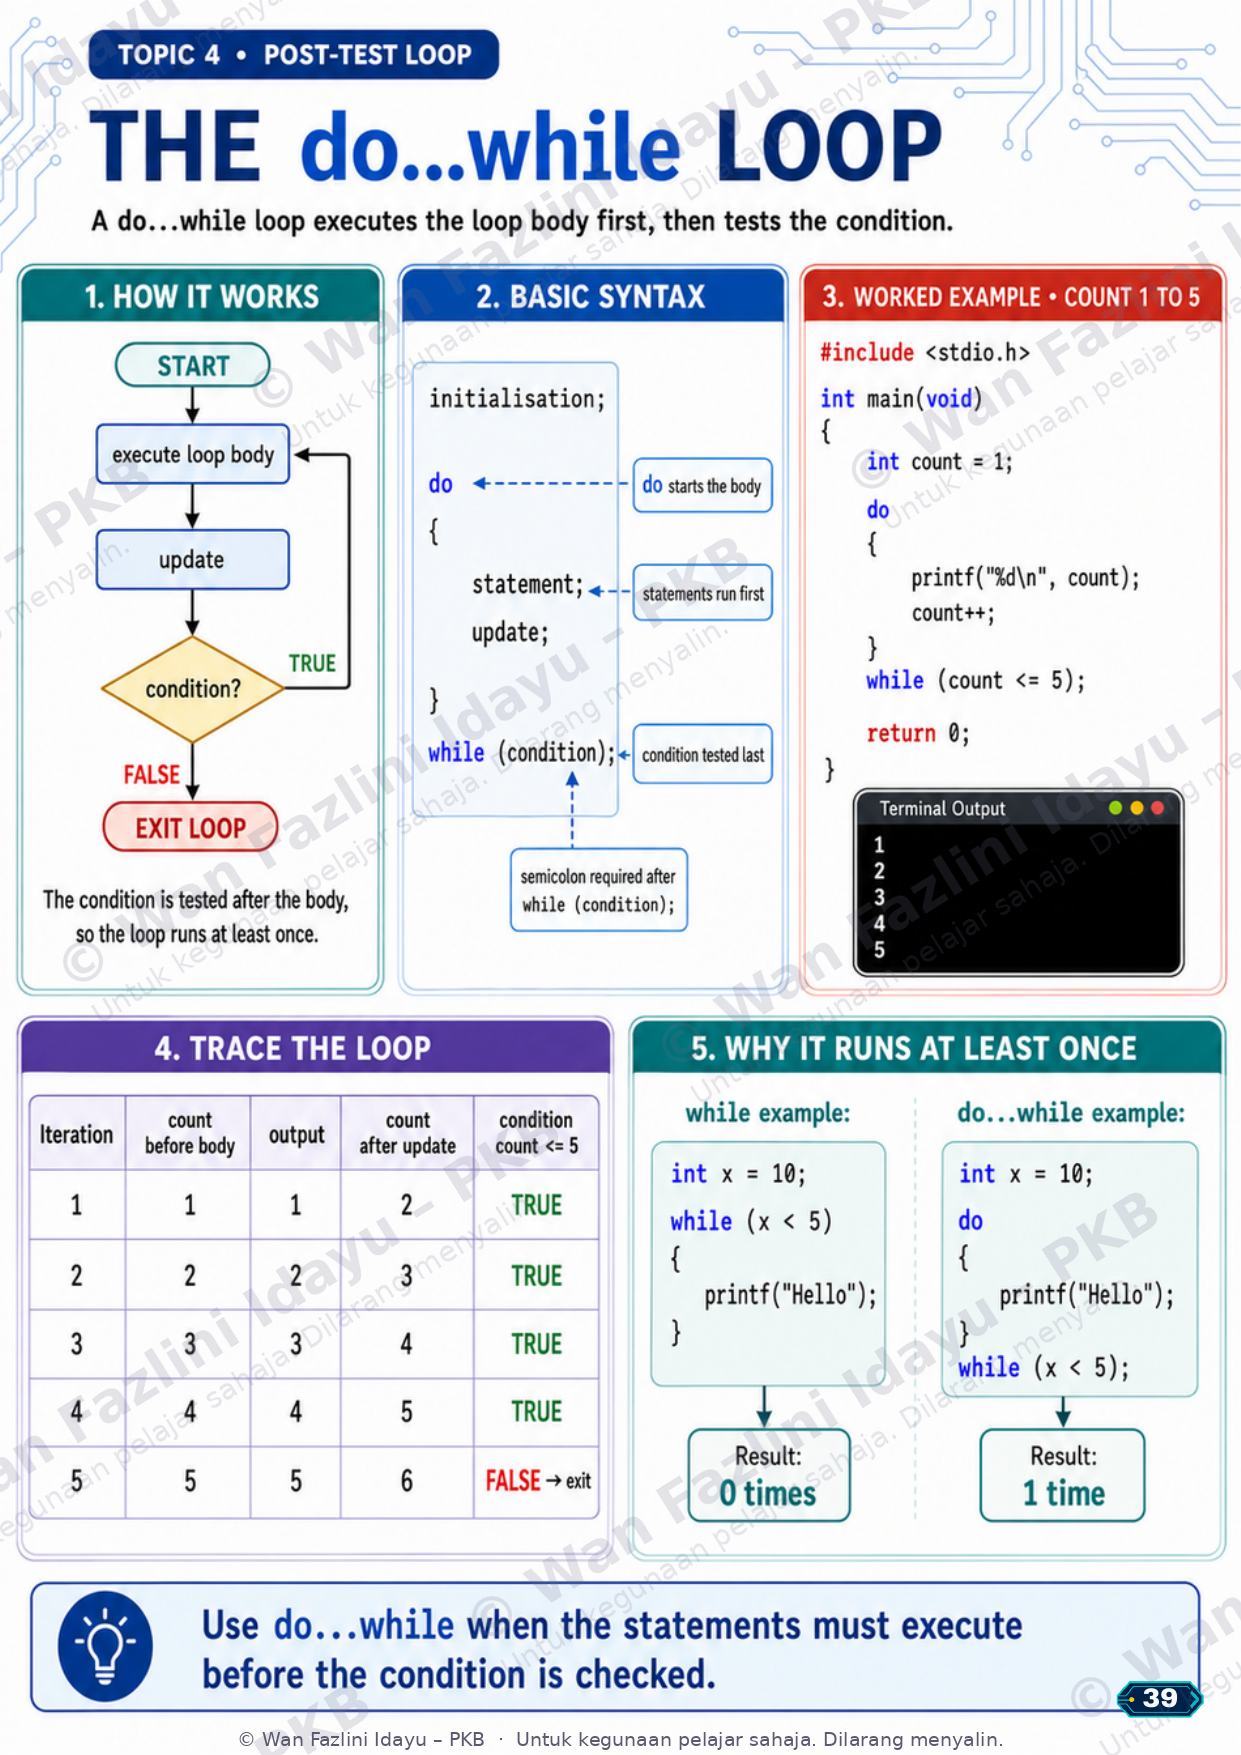 TOPIC 4 • POST-TEST LOOP
THE do...while LOOP
A do...while loop executes the loop body first, then tests the condition.
1. HOW IT WORKS
START
execute loop body
update
condition?
TRUE
FALSE
EXIT LOOP
The condition is tested after the body,
so the loop runs at least once.
2. BASIC SYNTAX
initialisation;
do
do starts the body
{
statement;
statements run first
update;
}
while (condition);
condition tested last
semicolon required after
while (condition);
3. WORKED EXAMPLE • COUNT 1 TO 5
#include <stdio.h>
int main(void)
{
int count = 1;
do
{
printf("%d\n", count);
count++;
}
while (count <= 5);
return 0;
}
Terminal Output
1
2
3
4
5
4. TRACE THE LOOP
Iteration | count before body | output | count after update | condition count <= 5
1 1 1 2 TRUE
2 2 2 3 TRUE
3 3 3 4 TRUE
4 4 4 5 TRUE
5 5 5 6 FALSE → exit
5. WHY IT RUNS AT LEAST ONCE
while example:
int x = 10;
while (x < 5)
{
printf("Hello");
}
Result:
0 times
do...while example:
int x = 10;
do
{
printf("Hello");
}
while (x < 5);
Result:
1 time
Use do...while when the statements must execute
before the condition is checked.
39
© Wan Fazlini Idayu – PKB · Untuk kegunaan pelajar sahaja. Dilarang menyalin.
© Wan Fazlini Idayu – PKB
Untuk kegunaan pelajar sahaja. Dilarang menyalin.